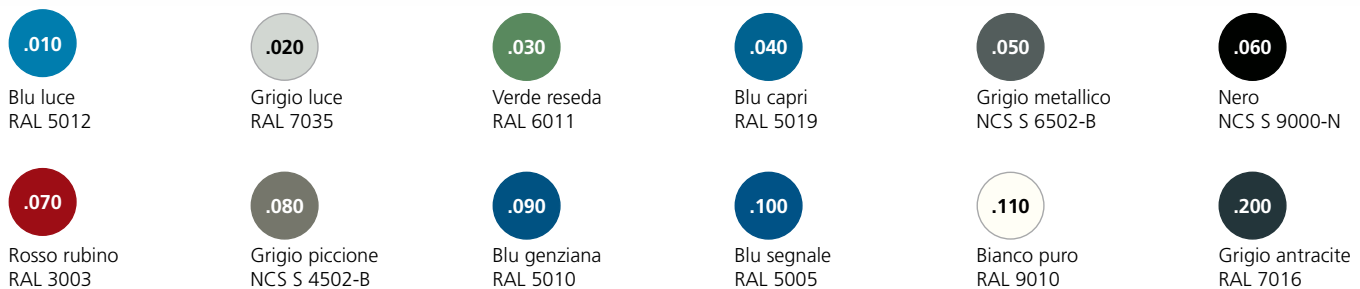 .010
Blu luce
RAL 5012
.020
Grigio luce
RAL 7035
.030
Verde reseda
RAL 6011
.040
Blu capri
RAL 5019
.050
Grigio metallico
NCS S 6502-B
.060
Nero
NCS S 9000-N
.070
Rosso rubino
RAL 3003
.080
Grigio piccione
NCS S 4502-B
.090
Blu genziana
RAL 5010
.100
Blu segnale
RAL 5005
.110
Bianco puro
RAL 9010
.200
Grigio antracite
RAL 7016